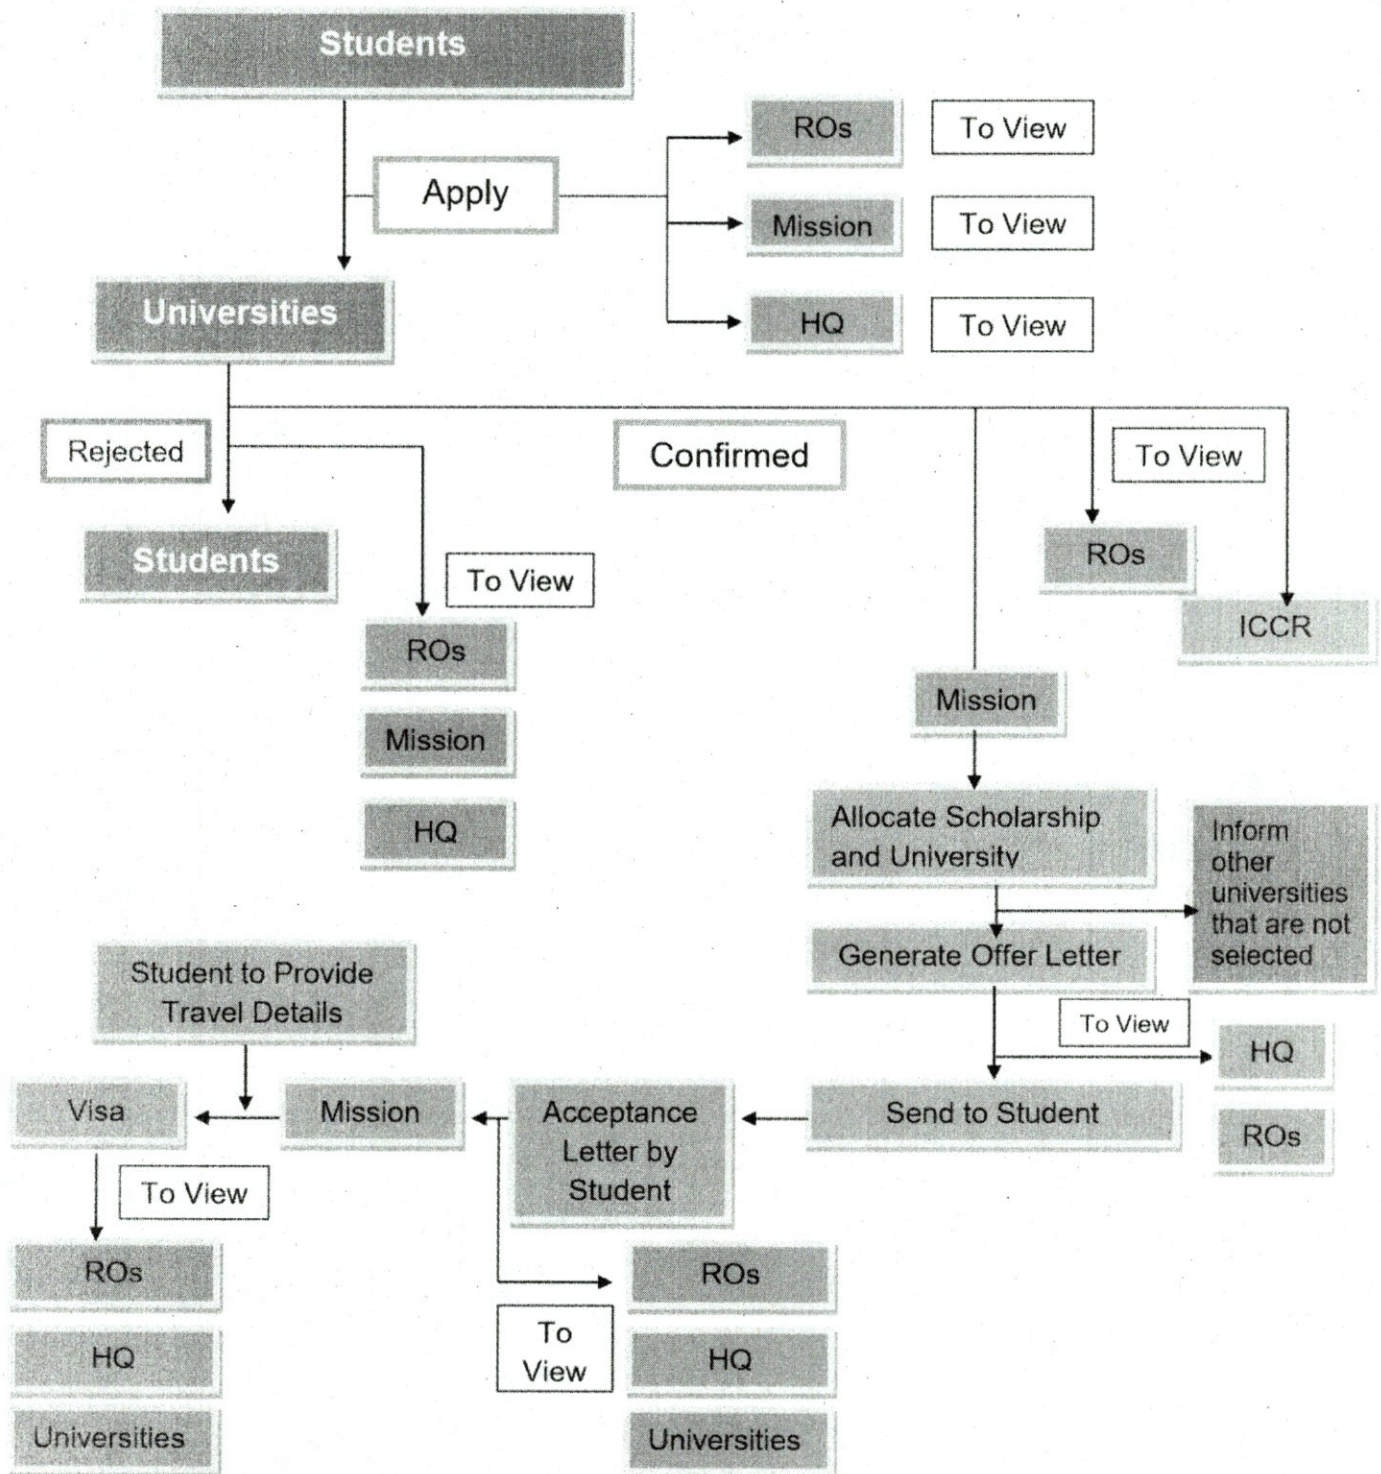 Students
ROs
To View
Apply
Mission
To View
Universities
HQ
To View
Rejected
Confirmed
To View
Students
To View
ROs
ICCR
ROs
Mission
Mission
HQ
Allocate Scholarship
and University
Inform
other
universities
that are not
selected
Generate Offer Letter
Student to Provide
Travel Details
To View
HQ
ROs
Visa
Mission
Acceptance
Letter by
Student
Send to Student
To View
ROs
HQ
Universities
To
View
ROs
HQ
Universities